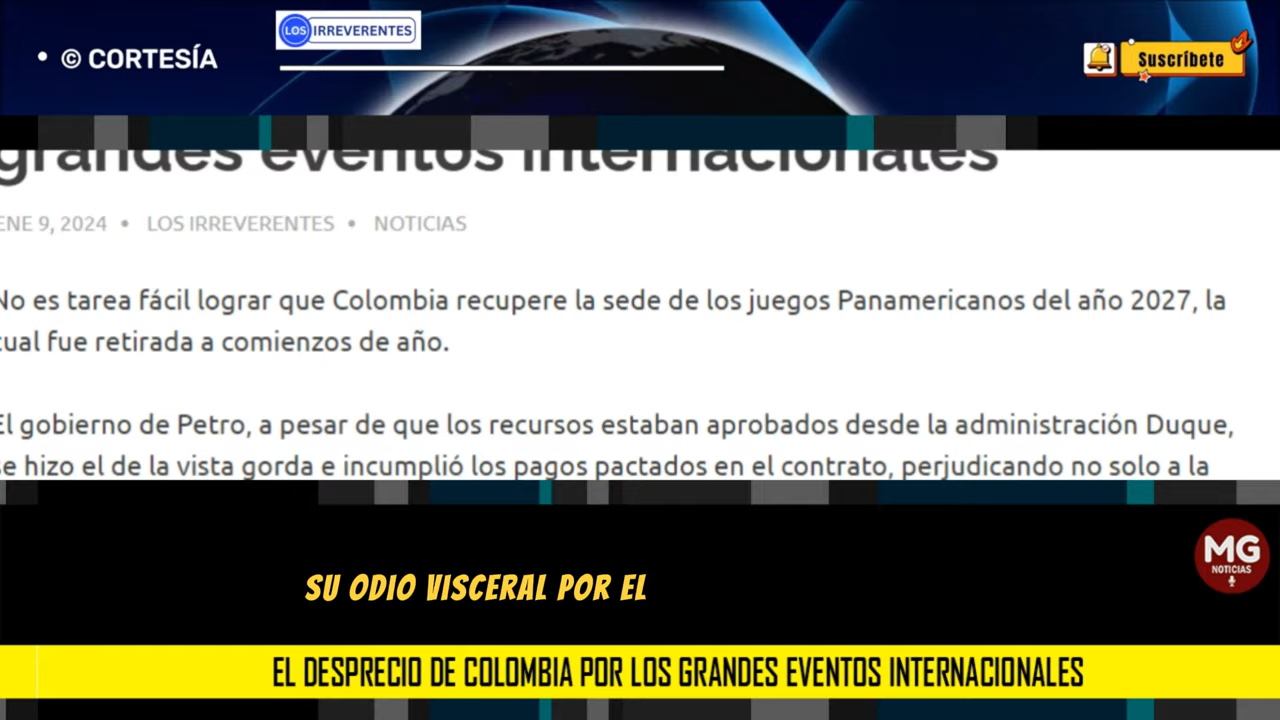 • © CORTESÍA
LOS IRREVERENTES
Suscríbete
grandes eventos internacionales
ENE 9, 2024 • LOS IRREVERENTES • NOTICIAS
No es tarea fácil lograr que Colombia recupere la sede de los juegos Panamericanos del año 2027, la
cual fue retirada a comienzos de año.
El gobierno de Petro, a pesar de que los recursos estaban aprobados desde la administración Duque,
se hizo el de la vista gorda e incumplió los pagos pactados en el contrato, perjudicando no solo a la
MG
NOTICIAS
SU ODIO VISCERAL POR EL
EL DESPRECIO DE COLOMBIA POR LOS GRANDES EVENTOS INTERNACIONALES